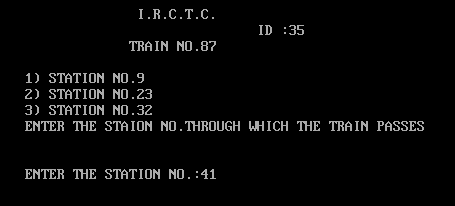 I.R.C.T.C.
ID :35
TRAIN NO.87
1) STATION NO.9
2) STATION NO.23
3) STATION NO.32
ENTER THE STAION NO.THROUGH WHICH THE TRAIN PASSES
ENTER THE STATION NO.:41